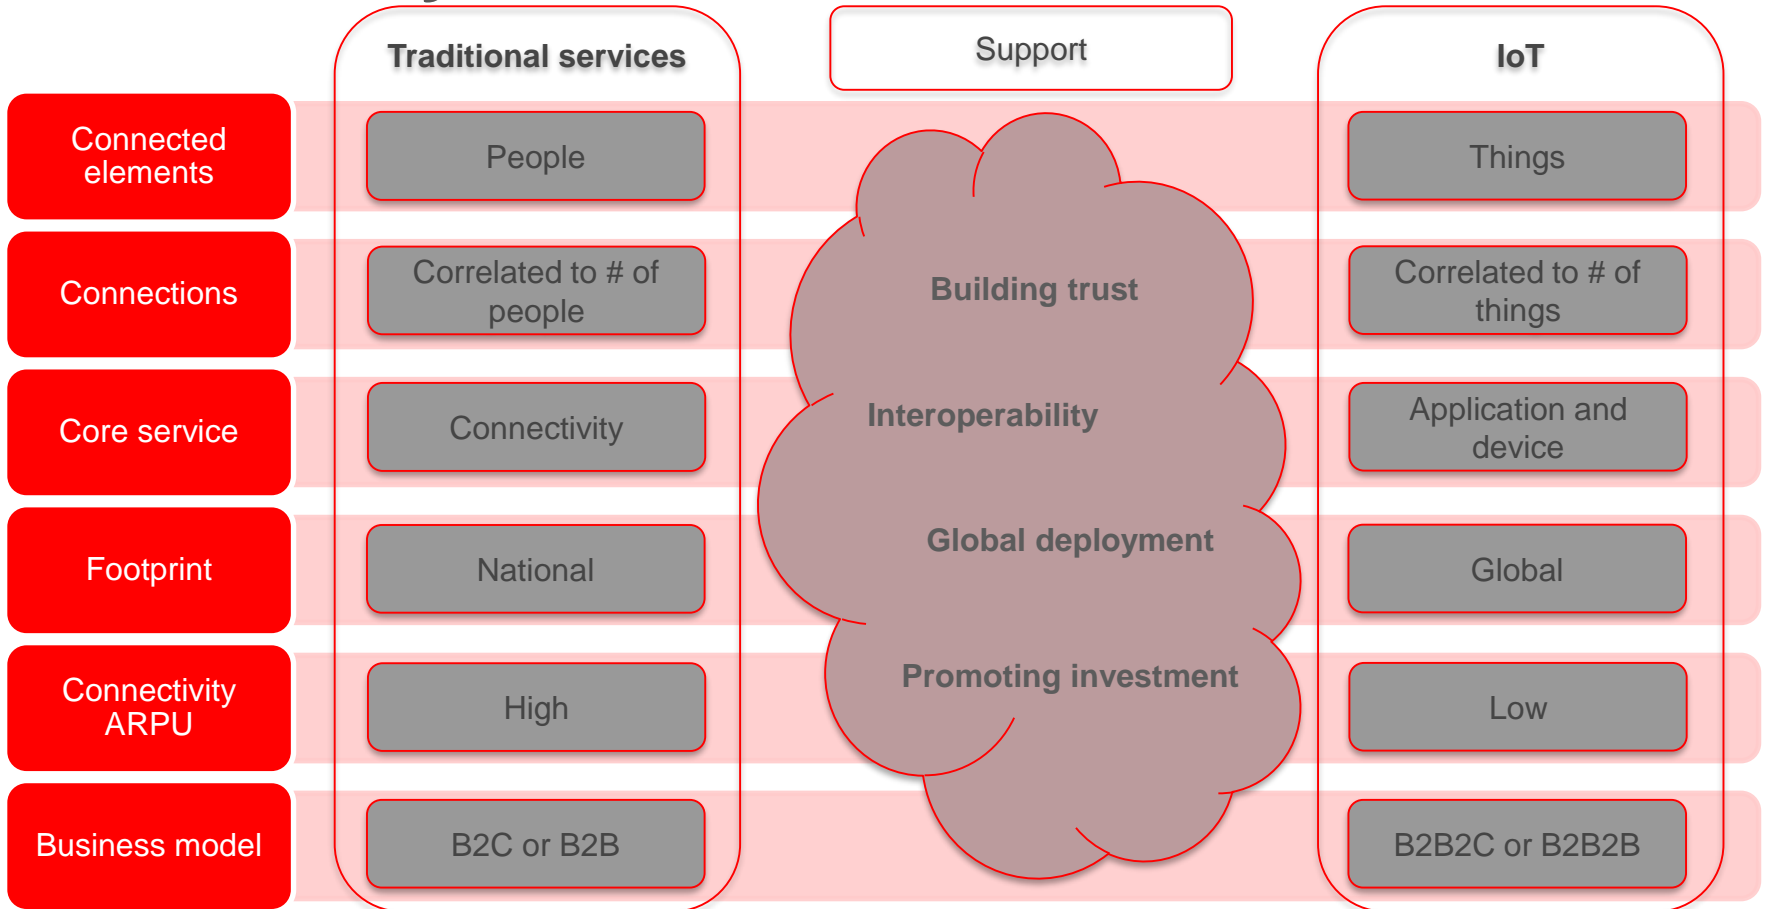 Traditional services
Support
IoT
Connected
elements
People
Things
Connections
Correlated to # of
people
Building trust
Correlated to # of
things
Core service
Connectivity
Interoperability
Application and
device
Footprint
National
Global deployment
Global
Connectivity
ARPU
High
Promoting investment
Low
Business model
B2C or B2B
B2B2C or B2B2B